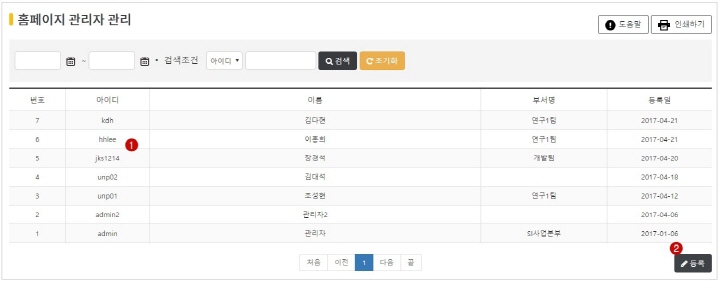 홈페이지 관리자 관리
도움말 인쇄하기
~ • 검색조건 아이디 검색 초기화
번호 아이디 이름 부서명 등록일
7 kdh 김다현 연구1팀 2017-04-21
6 hhlee 이홍희 연구1팀 2017-04-21
1
5 jks1214 장경석 개발팀 2017-04-20
4 unp02 김대석 2017-04-18
3 unp01 조성현 연구1팀 2017-04-12
2 admin2 관리자2 2017-04-06
1 admin 관리자 SI사업본부 2017-01-06
2
처음 이전 1 다음 끝 등록